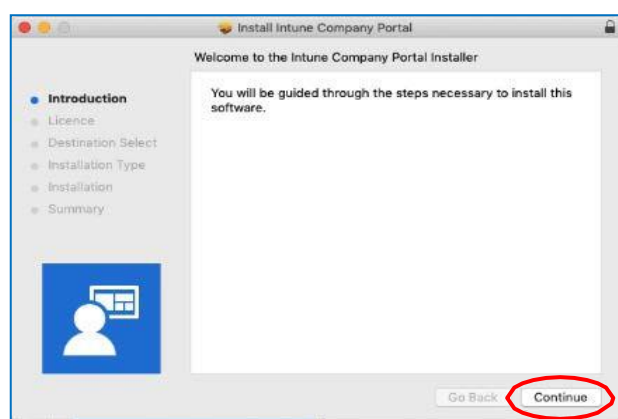 Install Intune Company Portal
Welcome to the Intune Company Portal Installer
Introduction
Licence
Destination Select
Installation Type
Installation
Summary
You will be guided through the steps necessary to install this
software.
Go Back
Continue